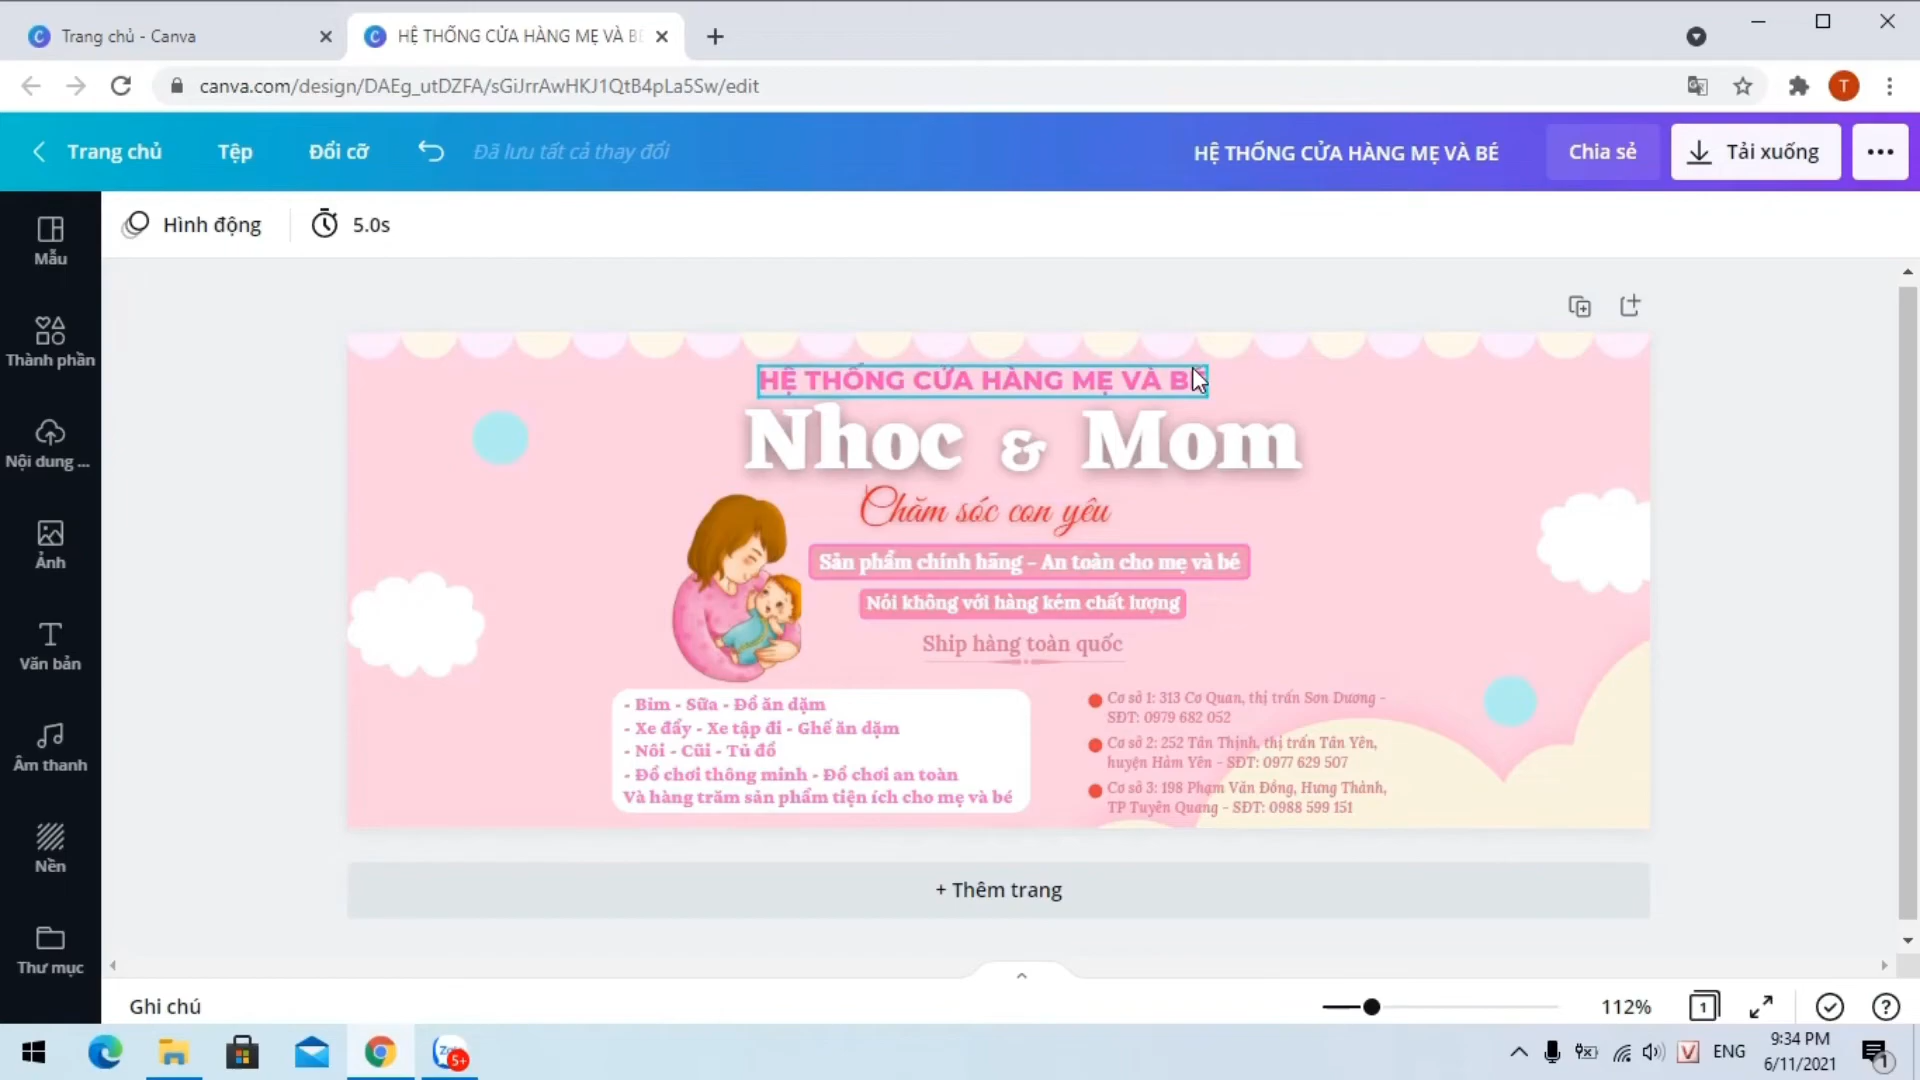 Trang chủ - Canva
HỆ THỐNG CỬA HÀNG MẸ VÀ BÉ
canva.com/design/DAEg_utDZFA/sGiJrrAwHKJ1QtB4pLa5Sw/edit
T
Trang chủ
Tệp
Đổi cỡ
Đã lưu tất cả thay đổi
HỆ THỐNG CỬA HÀNG MẸ VÀ BÉ
Chia sẻ
Tải xuống
Hình động
5.0s
Mẫu
Thành phần
Nội dung ...
Ảnh
Văn bản
Âm thanh
Nền
Thư mục
HỆ THỐNG CỬA HÀNG MẸ VÀ BÉ
Nhoc & Mom
Chăm sóc con yêu
Sản phẩm chính hãng - An toàn cho mẹ và bé
Nói không với hàng kém chất lượng
Ship hàng toàn quốc
- Bỉm - Sữa - Đồ ăn dặm
- Xe đẩy - Xe tập đi - Ghế ăn dặm
- Nôi - Cũi - Tủ đồ
- Đồ chơi thông minh - Đồ chơi an toàn
Và hàng trăm sản phẩm tiện ích cho mẹ và bé
Cơ sở 1: 313 Cơ Quan, thị trấn Sơn Dương -
SĐT: 0979 682 052
Cơ sở 2: 252 Tân Thịnh, thị trấn Tân Yên,
huyện Hàm Yên - SĐT: 0977 629 507
Cơ sở 3: 198 Phạm Văn Đồng, Hưng Thành,
TP Tuyên Quang - SĐT: 0988 599 151
+ Thêm trang
Ghi chú
112%
1
5+
V
ENG
9:34 PM
6/11/2021
1